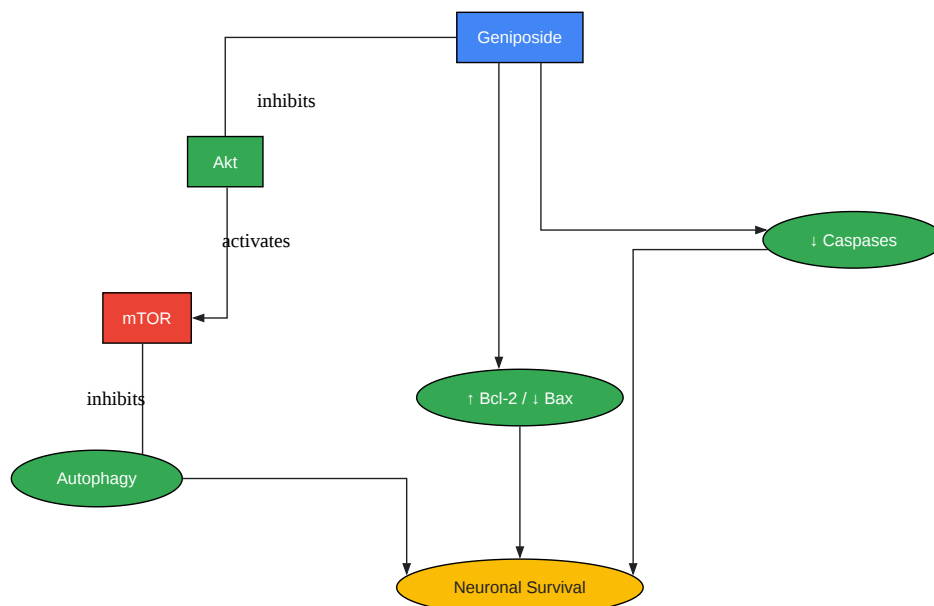 Geniposide
inhibits
Akt
activates
↓ Caspases
mTOR
inhibits
↑ Bcl-2 / ↓ Bax
Autophagy
Neuronal Survival